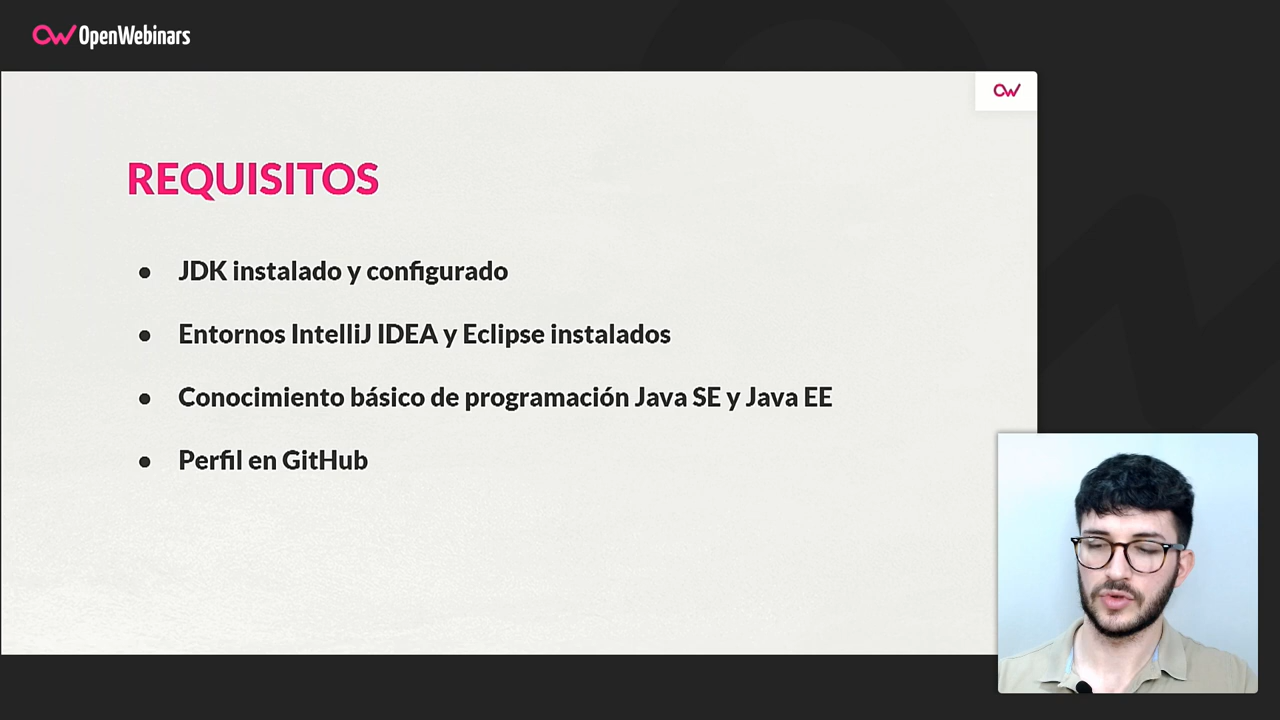 OpenWebinars
REQUISITOS
● JDK instalado y configurado
● Entornos IntelliJ IDEA y Eclipse instalados
● Conocimiento básico de programación Java SE y Java EE
● Perfil en GitHub